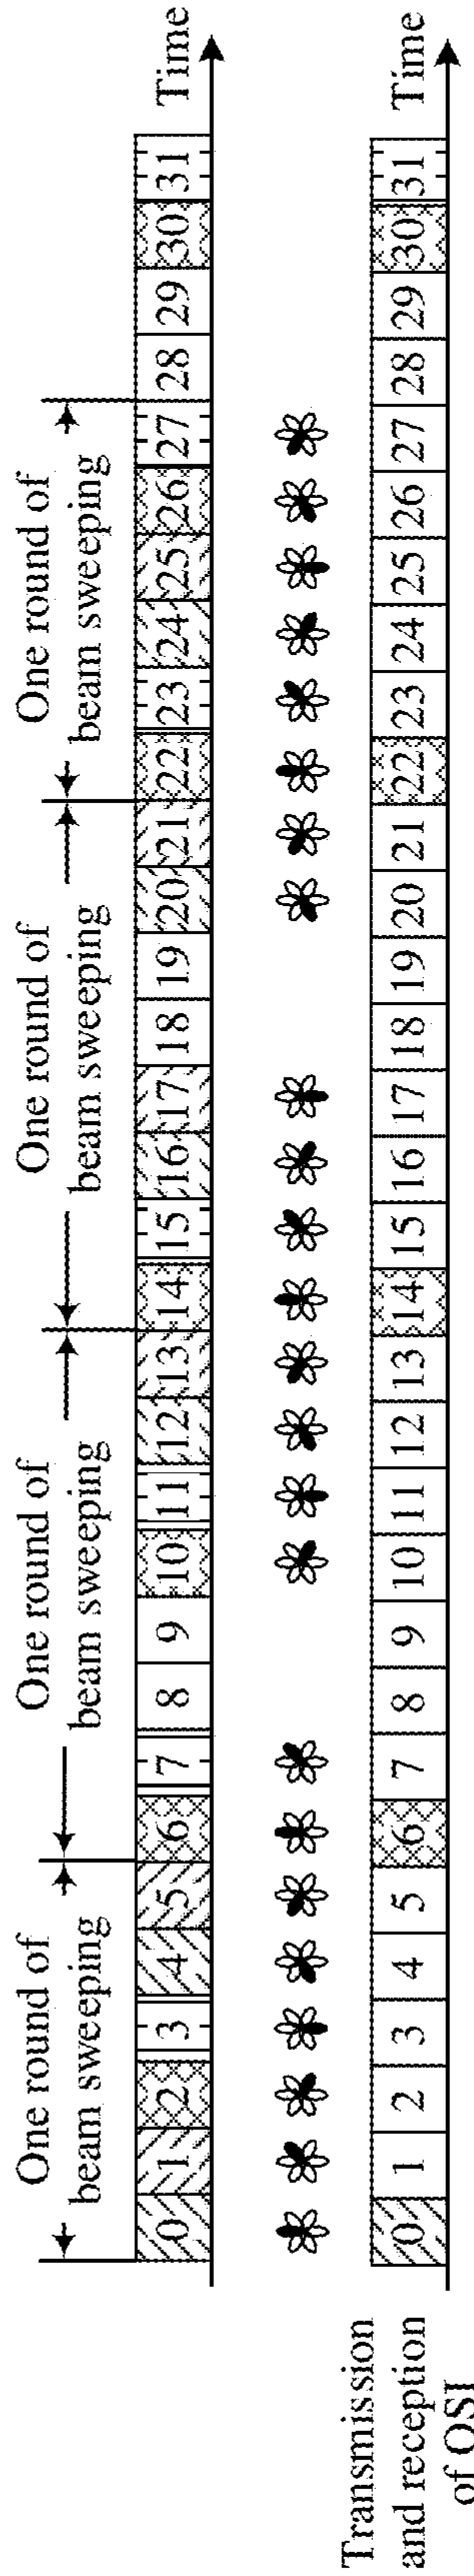 One round of
beam sweeping
One round of
beam sweeping
One round of
beam sweeping
One round of
beam sweeping
0 1 2 3 4 5 6 7 8 9 10 11 12 13 14 15 16 17 18 19 20 21 22 23 24 25 26 27 28 29 30 31 Time
Transmission
and reception
of OSI
0 1 2 3 4 5 6 7 8 9 10 11 12 13 14 15 16 17 18 19 20 21 22 23 24 25 26 27 28 29 30 31 Time